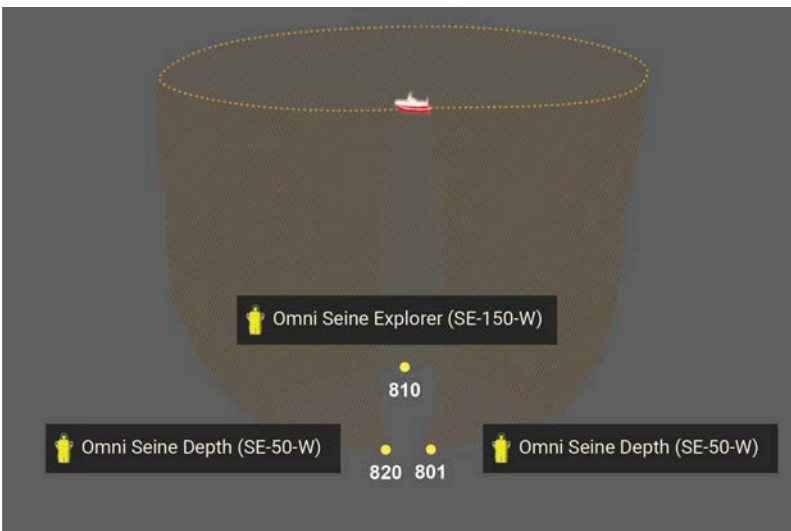 Omni Seine Explorer (SE-150-W)
810
Omni Seine Depth (SE-50-W)
Omni Seine Depth (SE-50-W)
820 801